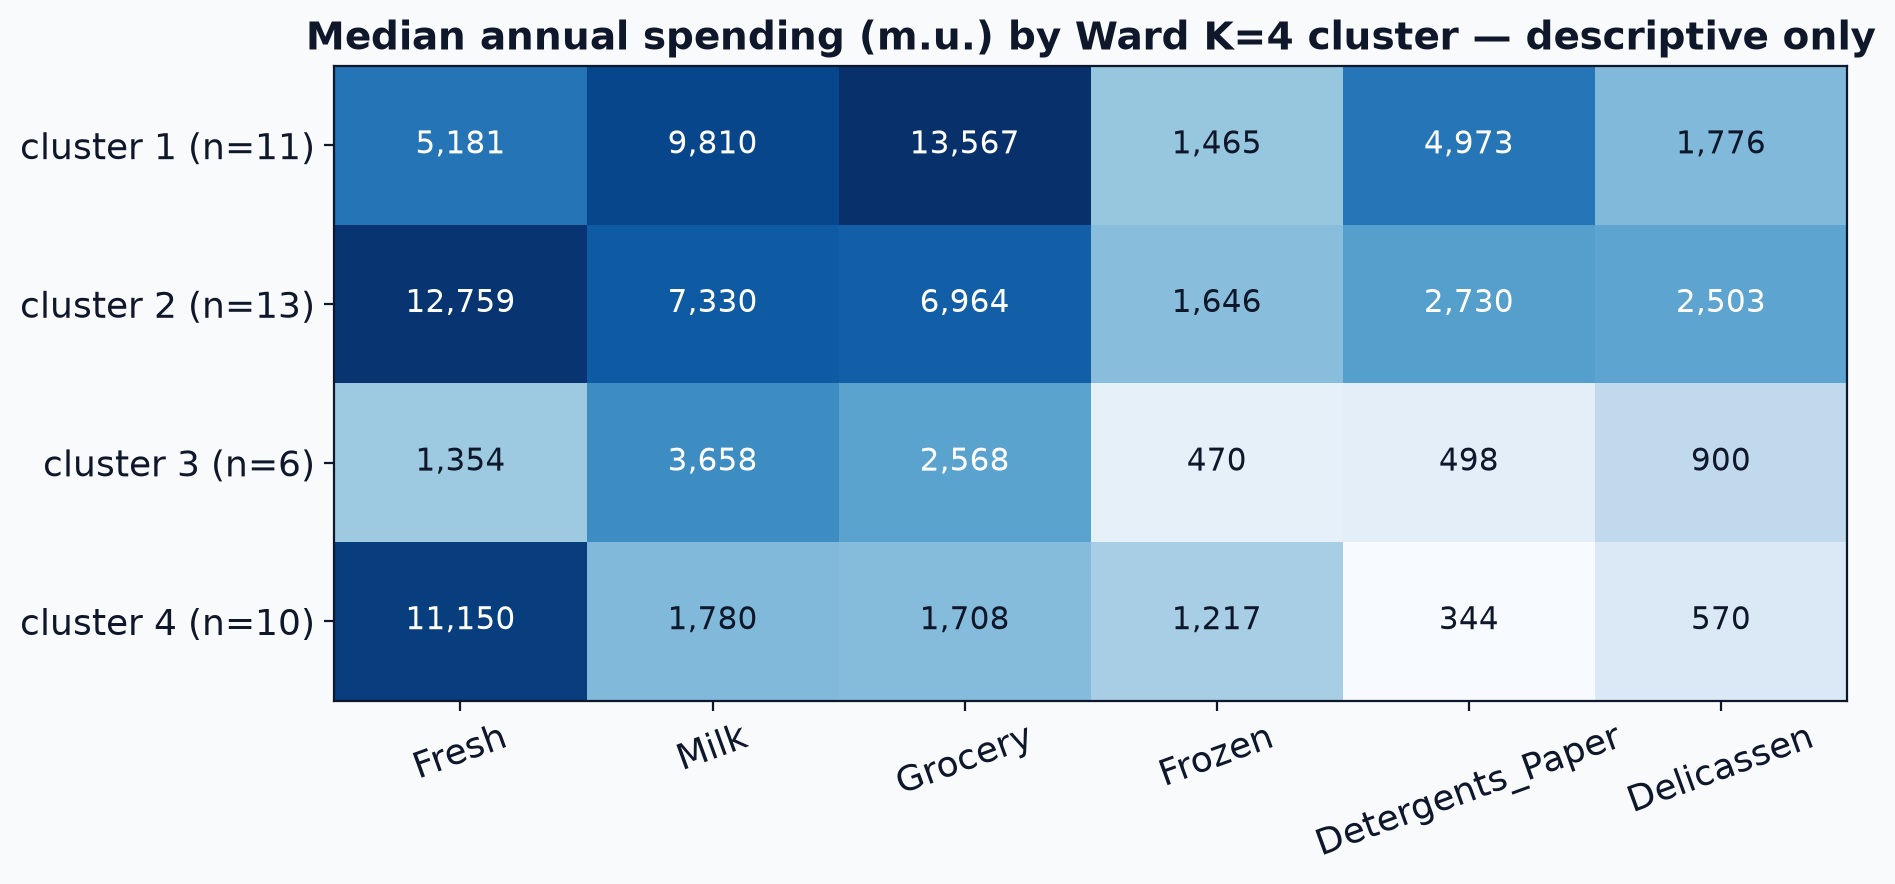 Median annual spending (m.u.) by Ward K=4 cluster — descriptive only
cluster 1 (n=11) 5,181 9,810 13,567 1,465 4,973 1,776
cluster 2 (n=13) 12,759 7,330 6,964 1,646 2,730 2,503
cluster 3 (n=6) 1,354 3,658 2,568 470 498 900
cluster 4 (n=10) 11,150 1,780 1,708 1,217 344 570
Fresh Milk Grocery Frozen Detergents_Paper Delicassen